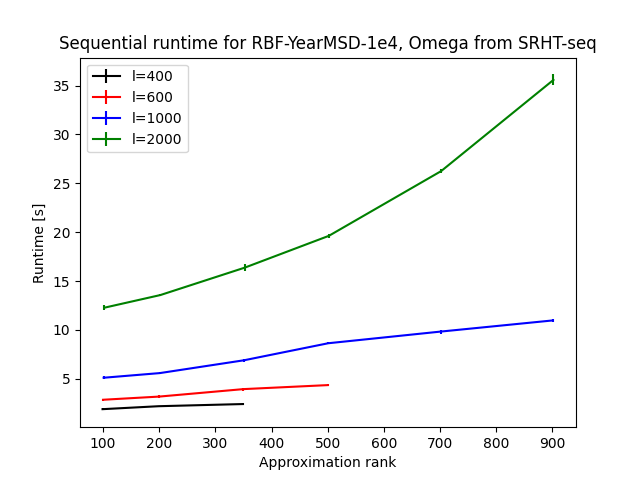 Sequential runtime for RBF-YearMSD-1e4, Omega from SRHT-seq
l=400
l=600
l=1000
l=2000
35
30
25
20
15
10
5
Runtime [s]
100 200 300 400 500 600 700 800 900
Approximation rank